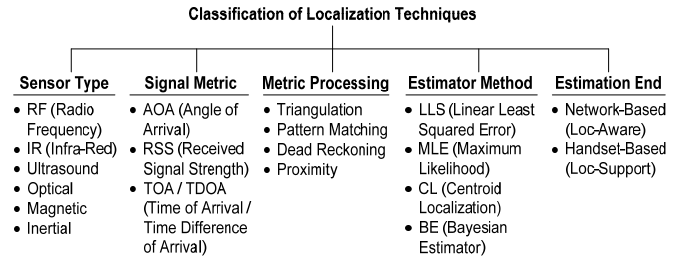 Classification of Localization Techniques
Sensor Type
• RF (Radio
Frequency)
• IR (Infra-Red)
• Ultrasound
• Optical
• Magnetic
• Inertial
Signal Metric
• AOA (Angle of
Arrival)
• RSS (Received
Signal Strength)
• TOA / TDOA
(Time of Arrival /
Time Difference
of Arrival)
Metric Processing
• Triangulation
• Pattern Matching
• Dead Reckoning
• Proximity
Estimator Method
• LLS (Linear Least
Squared Error)
• MLE (Maximum
Likelihood)
• CL (Centroid
Localization)
• BE (Bayesian
Estimator)
Estimation End
• Network-Based
(Loc-Aware)
• Handset-Based
(Loc-Support)